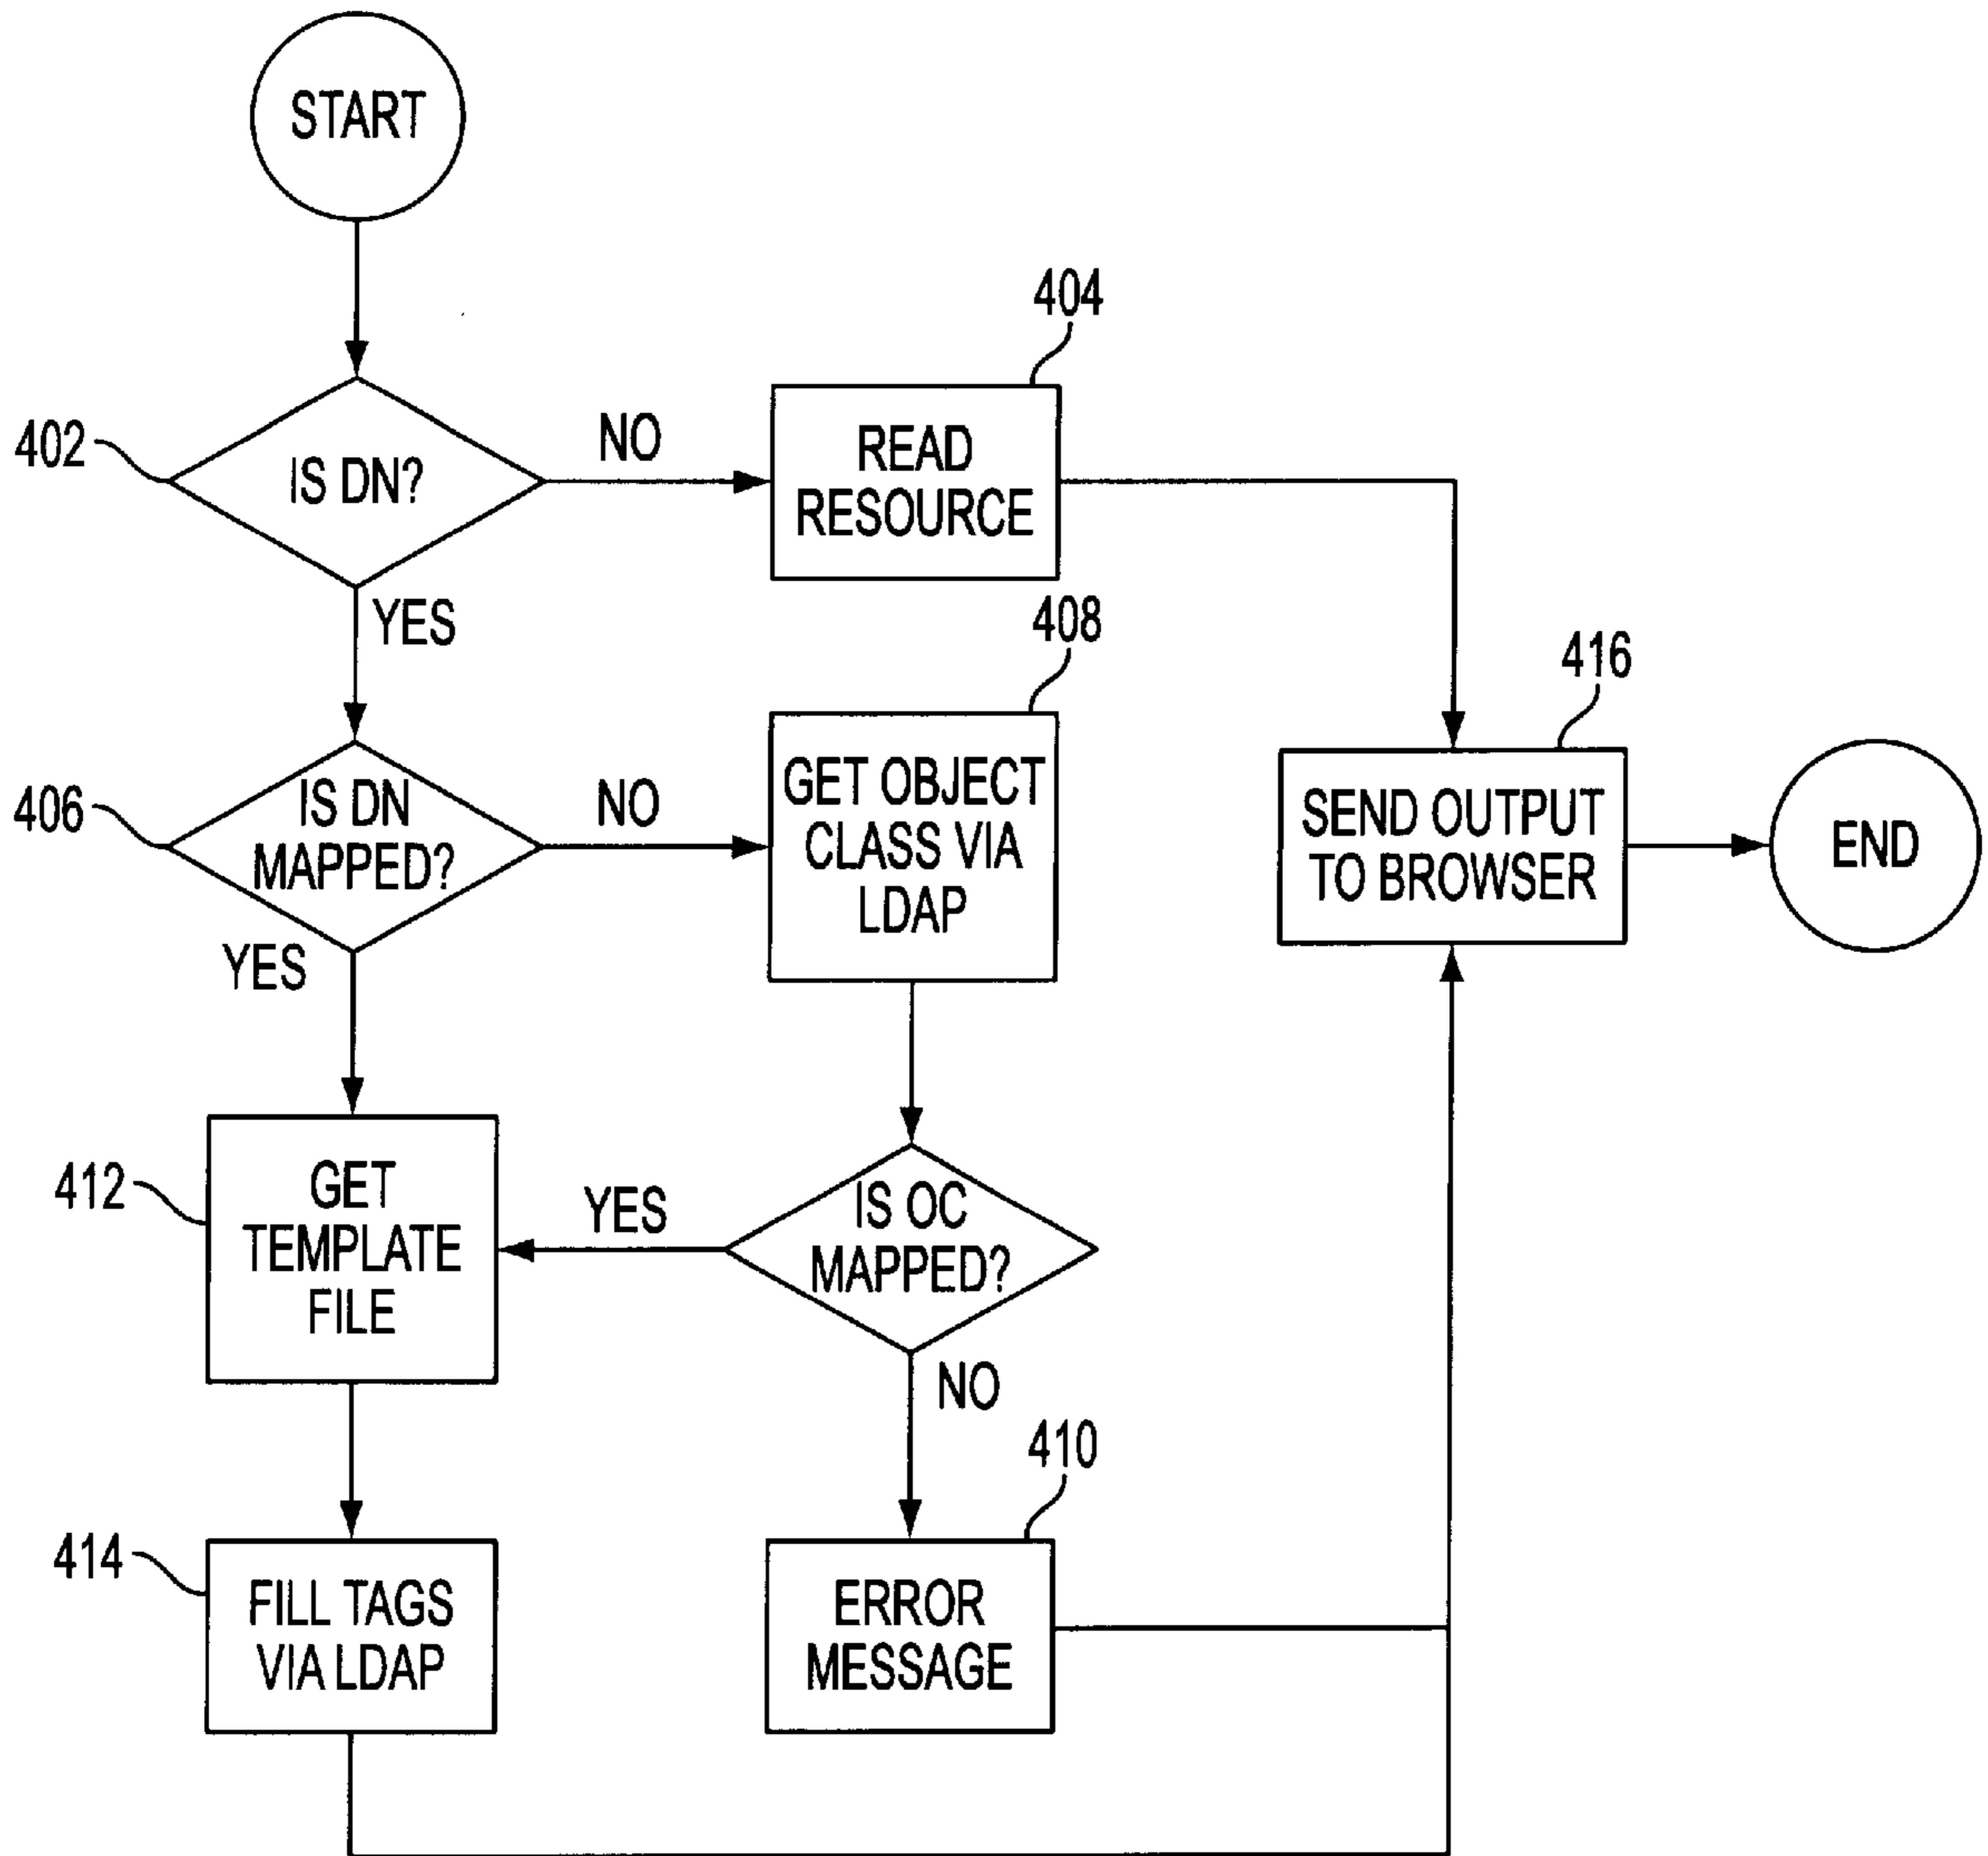 START
404
402
IS DN?
NO
READ
RESOURCE
YES
408
416
406
IS DN
MAPPED?
NO
GET OBJECT
CLASS VIA
LDAP
SEND OUTPUT
TO BROWSER
END
YES
412
GET
TEMPLATE
FILE
YES
IS OC
MAPPED?
NO
410
414
FILL TAGS
VIA LDAP
ERROR
MESSAGE